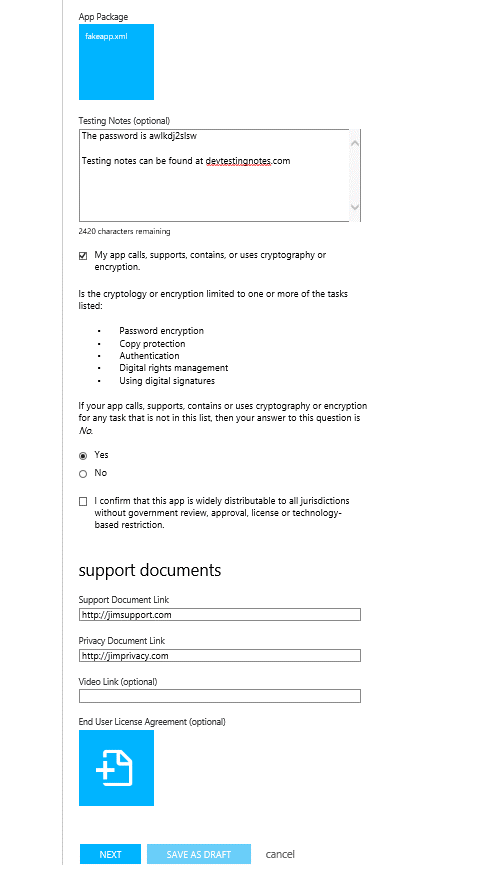 App Package
fakeapp.xml
Testing Notes (optional)
The password is awlkdj2slsw
Testing notes can be found at devtestingnotes.com
2420 characters remaining
My app calls, supports, contains, or uses cryptography or
encryption.
Is the cryptology or encryption limited to one or more of the tasks
listed:
• Password encryption
• Copy protection
• Authentication
• Digital rights management
• Using digital signatures
If your app calls, supports, contains or uses cryptography or encryption
for any task that is not in this list, then your answer to this question is
No.
Yes
No
I confirm that this app is widely distributable to all jurisdictions
without government review, approval, license or technology-
based restriction.
support documents
Support Document Link
http://jimsupport.com
Privacy Document Link
http://jimprivacy.com
Video Link (optional)
End User License Agreement (optional)
NEXT SAVE AS DRAFT cancel